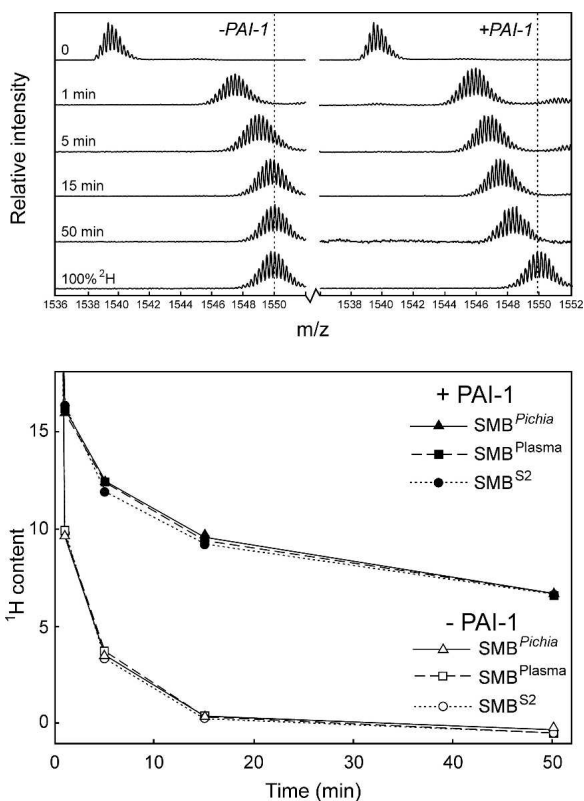 Relative intensity
-PAI-1
+PAI-1
0
1 min
5 min
15 min
50 min
100% ²H
1536 1538 1540 1542 1544 1546 1548 1550 1538 1540 1542 1544 1546 1548 1550 1552
m/z
¹H content
15
10
5
0
+ PAI-1
SMB^Pichia
SMB^Plasma
SMB^S2
- PAI-1
SMB^Pichia
SMB^Plasma
SMB^S2
0 10 20 30 40 50
Time (min)